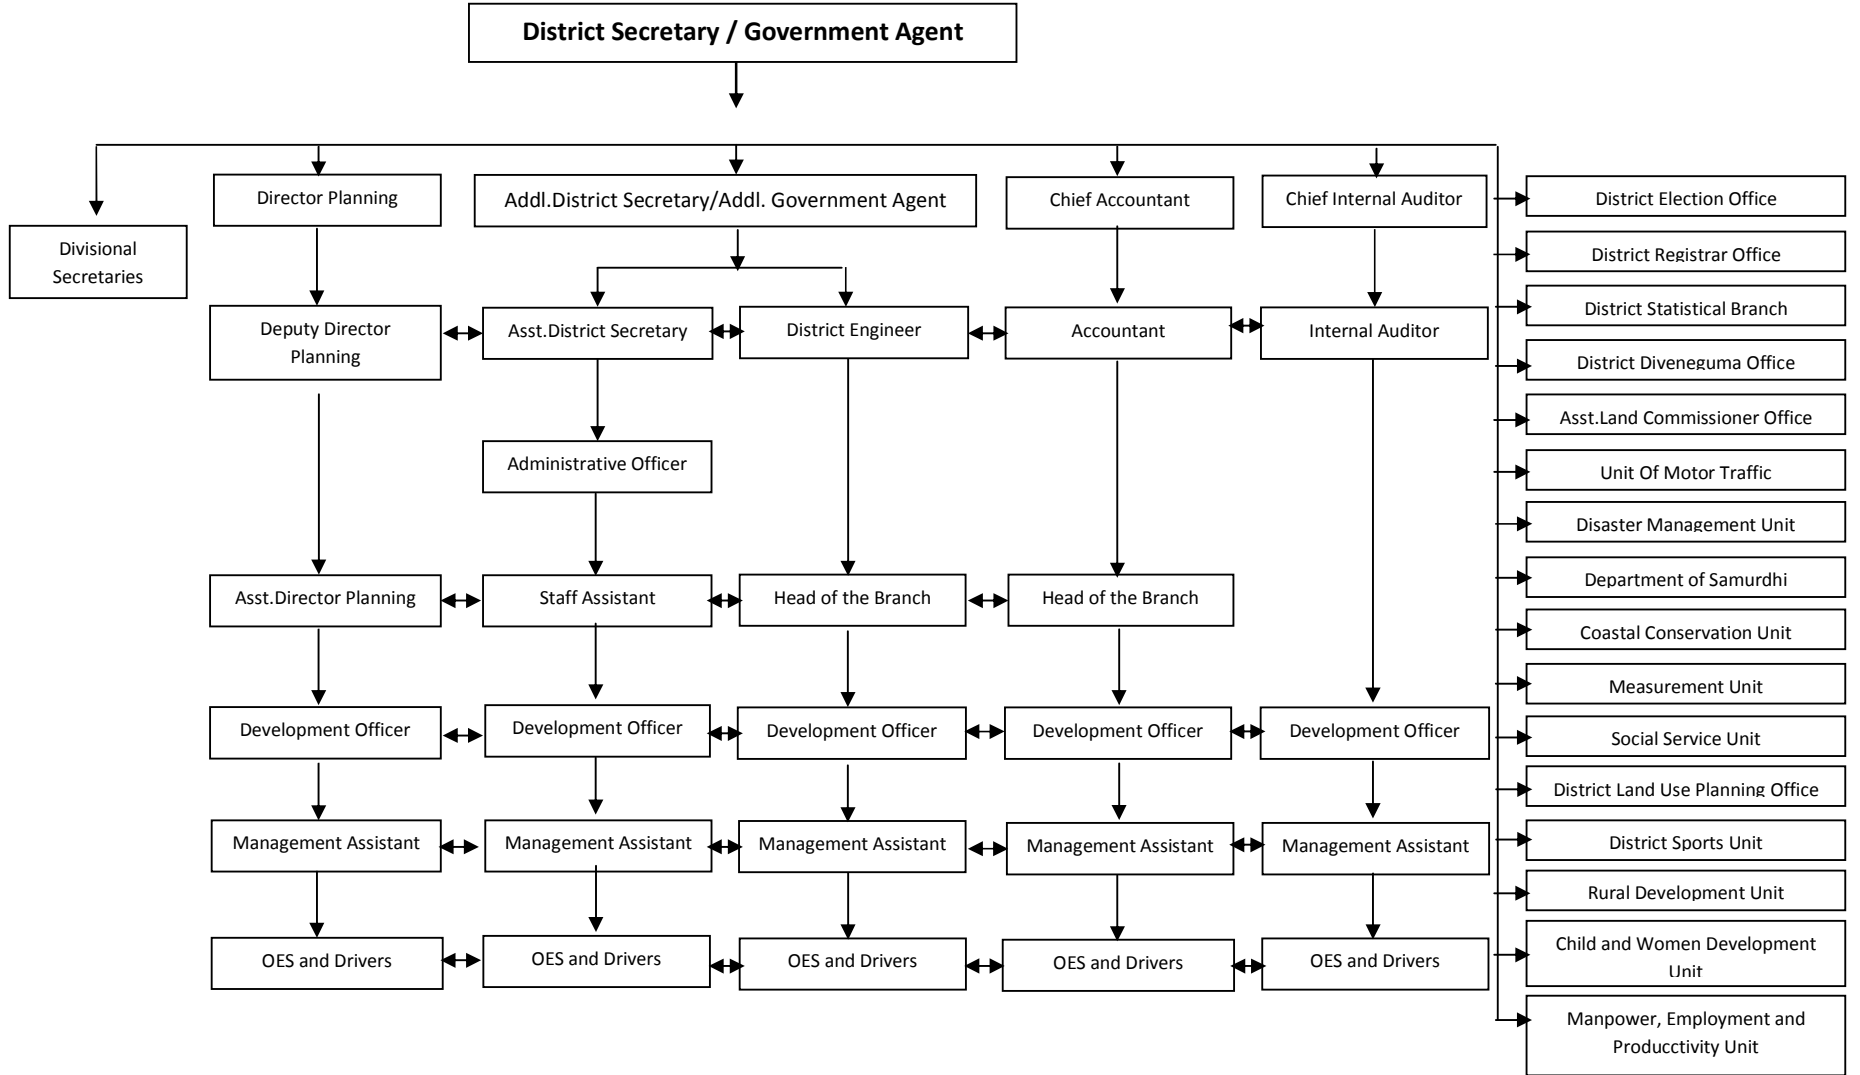 District Secretary / Government Agent
Director Planning
Addl.District Secretary/Addl. Government Agent
Chief Accountant
Chief Internal Auditor
Divisional
Secretaries
Deputy Director
Planning
Asst.District Secretary
District Engineer
Accountant
Internal Auditor
Administrative Officer
Asst.Director Planning
Staff Assistant
Head of the Branch
Head of the Branch
Development Officer
Development Officer
Development Officer
Development Officer
Development Officer
Management Assistant
Management Assistant
Management Assistant
Management Assistant
Management Assistant
OES and Drivers
OES and Drivers
OES and Drivers
OES and Drivers
OES and Drivers
District Election Office
District Registrar Office
District Statistical Branch
District Diveneguma Office
Asst.Land Commissioner Office
Unit Of Motor Traffic
Disaster Management Unit
Department of Samurdhi
Coastal Conservation Unit
Measurement Unit
Social Service Unit
District Land Use Planning Office
District Sports Unit
Rural Development Unit
Child and Women Development
Unit
Manpower, Employment and
Producctivity Unit